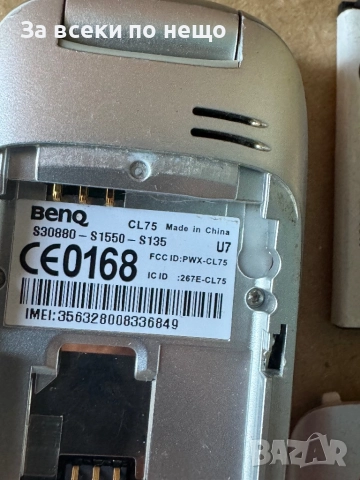 За всеки по нещо
BenQ CL75 Made in China
S30880-S1550-S135 U7
CE0168 FCC ID:PWX-CL75
IC ID :267E-CL75
IMEI:356328008336849
BAZAR